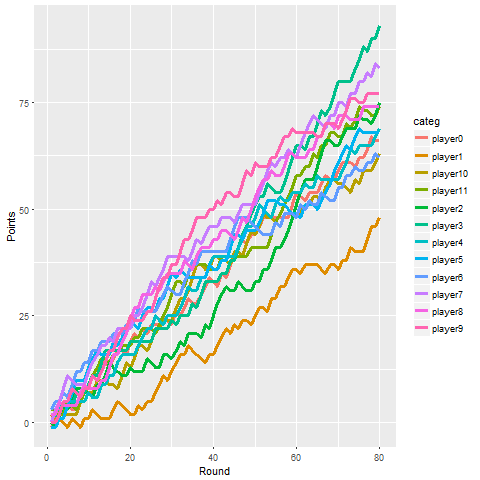 Points
75
50
25
0
0
20
40
60
80
Round
categ
player0
player1
player10
player11
player2
player3
player4
player5
player6
player7
player8
player9